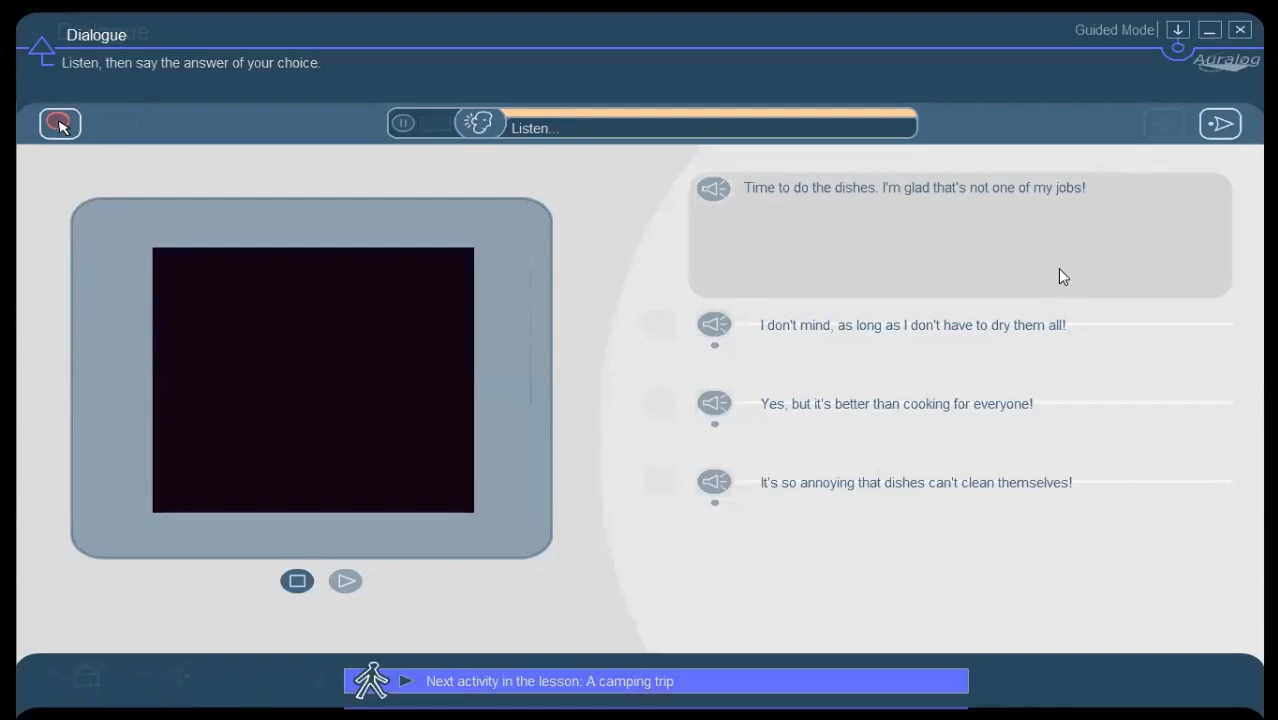 Dialogue
Guided Mode
Listen, then say the answer of your choice.
Auralog
Listen...
Time to do the dishes. I'm glad that's not one of my jobs!
I don't mind, as long as I don't have to dry them all!
Yes, but it's better than cooking for everyone!
It's so annoying that dishes can't clean themselves!
Next activity in the lesson: A camping trip